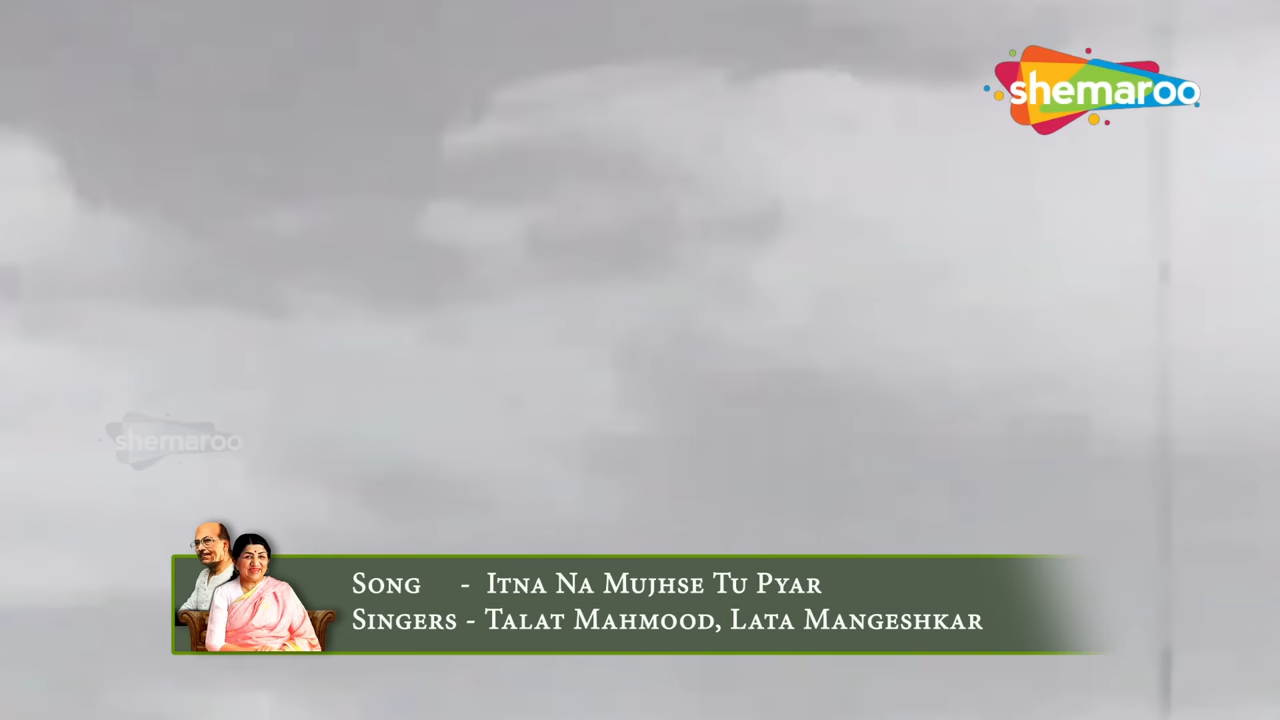 shemaroo
shemaroo
Song - Itna Na Mujhse Tu Pyar
Singers - Talat Mahmood, Lata Mangeshkar